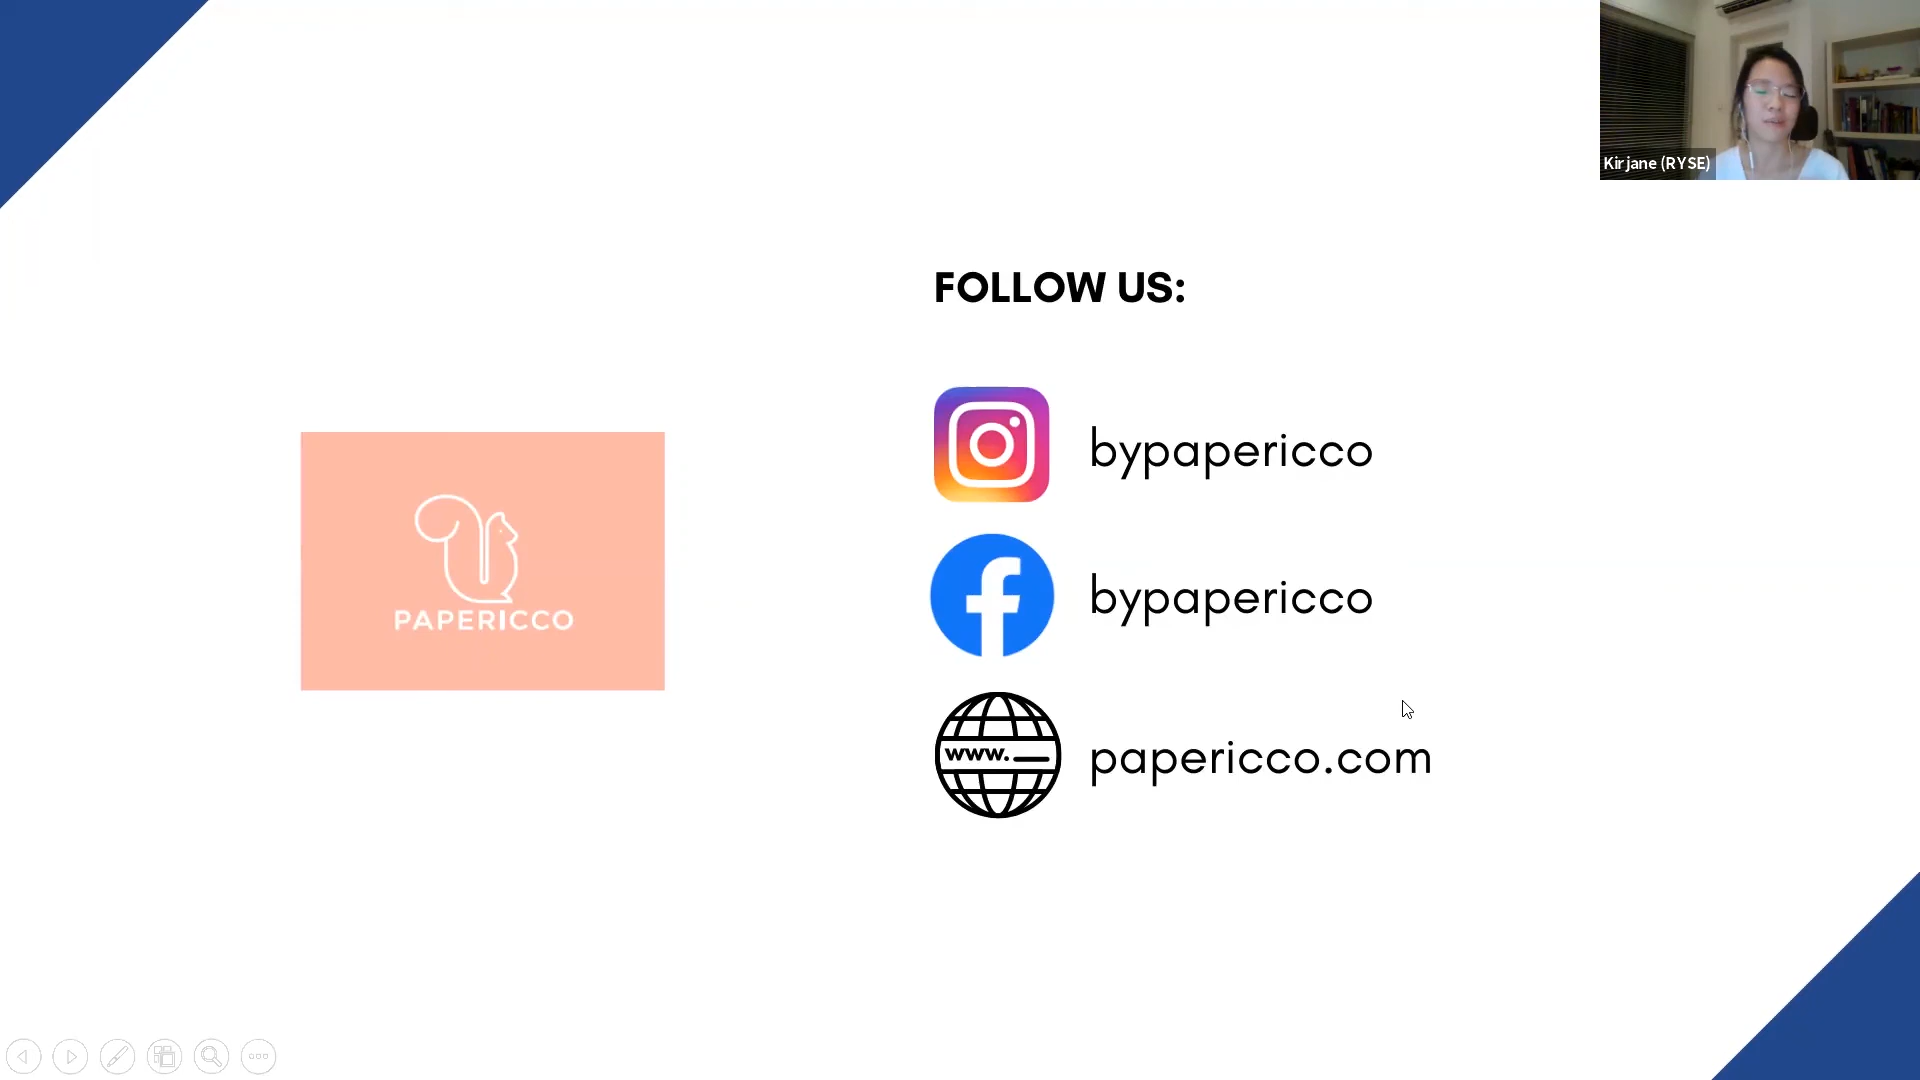 Kirjane (RYSE)
FOLLOW US:
bypapericco
bypapericco
PAPERICCO
www.
papericco.com